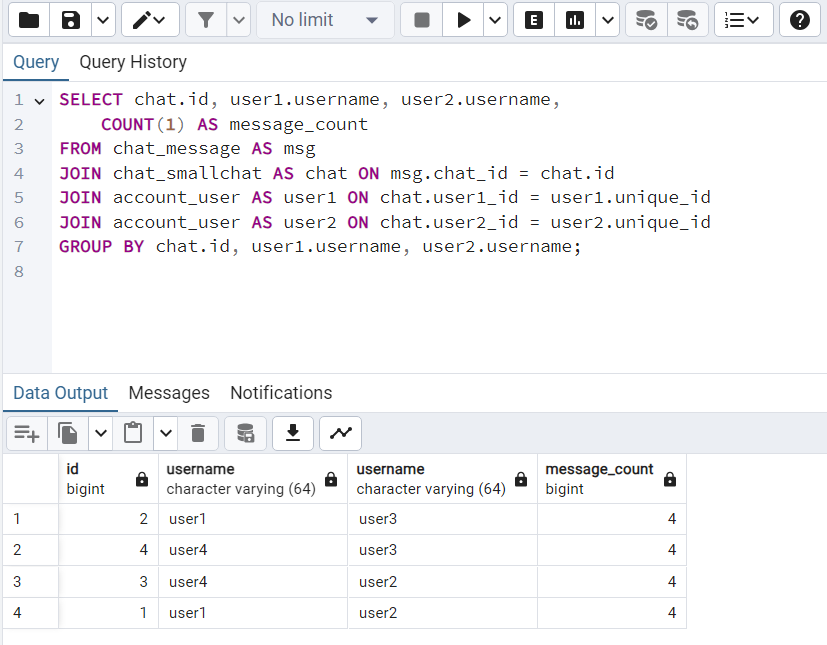 No limit
E
Query Query History
1 SELECT chat.id, user1.username, user2.username,
2 COUNT(1) AS message_count
3 FROM chat_message AS msg
4 JOIN chat_smallchat AS chat ON msg.chat_id = chat.id
5 JOIN account_user AS user1 ON chat.user1_id = user1.unique_id
6 JOIN account_user AS user2 ON chat.user2_id = user2.unique_id
7 GROUP BY chat.id, user1.username, user2.username;
8
Data Output Messages Notifications
id username username message_count
bigint character varying (64) character varying (64) bigint
1 2 user1 user3 4
2 4 user4 user3 4
3 3 user4 user2 4
4 1 user1 user2 4